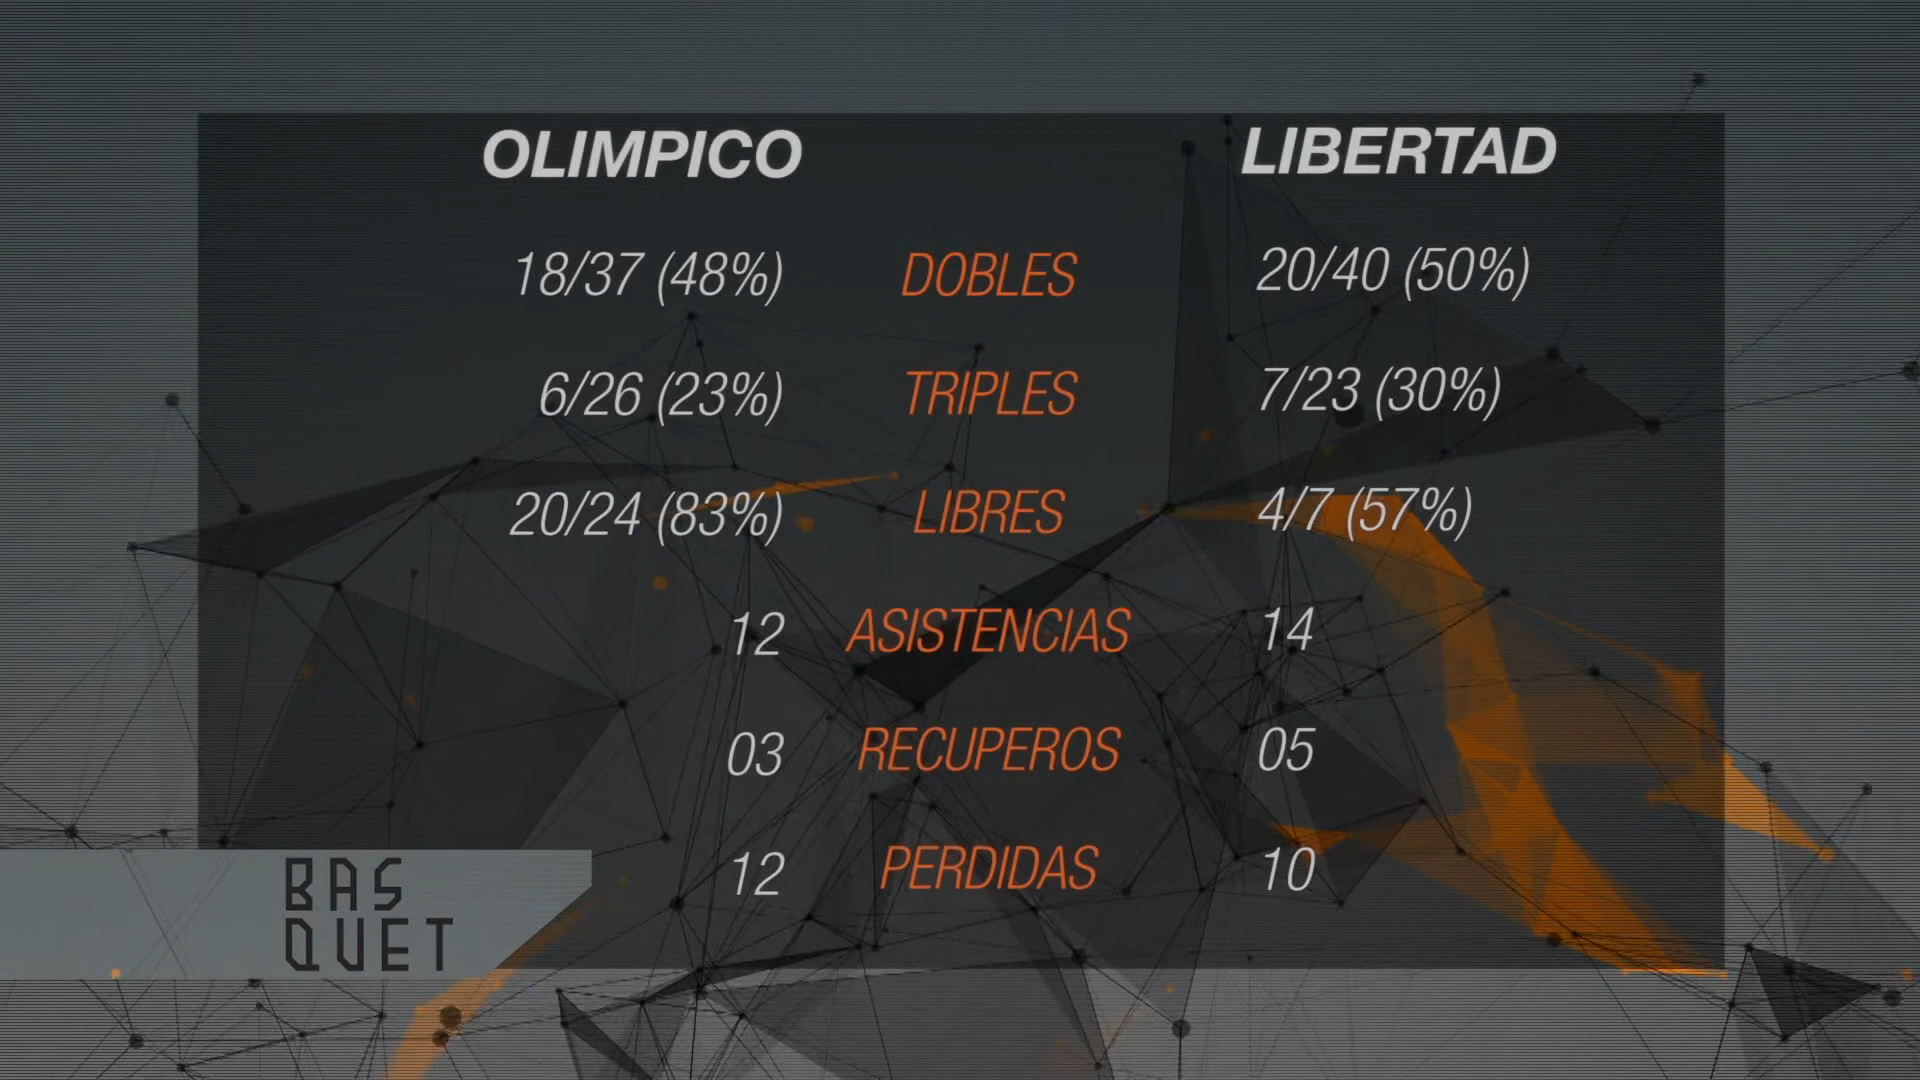 OLIMPICO LIBERTAD
18/37 (48%) DOBLES 20/40 (50%)
6/26 (23%) TRIPLES 7/23 (30%)
20/24 (83%) LIBRES 4/7 (57%)
12 ASISTENCIAS 14
03 RECUPEROS 05
12 PERDIDAS 10
BAS
QUET